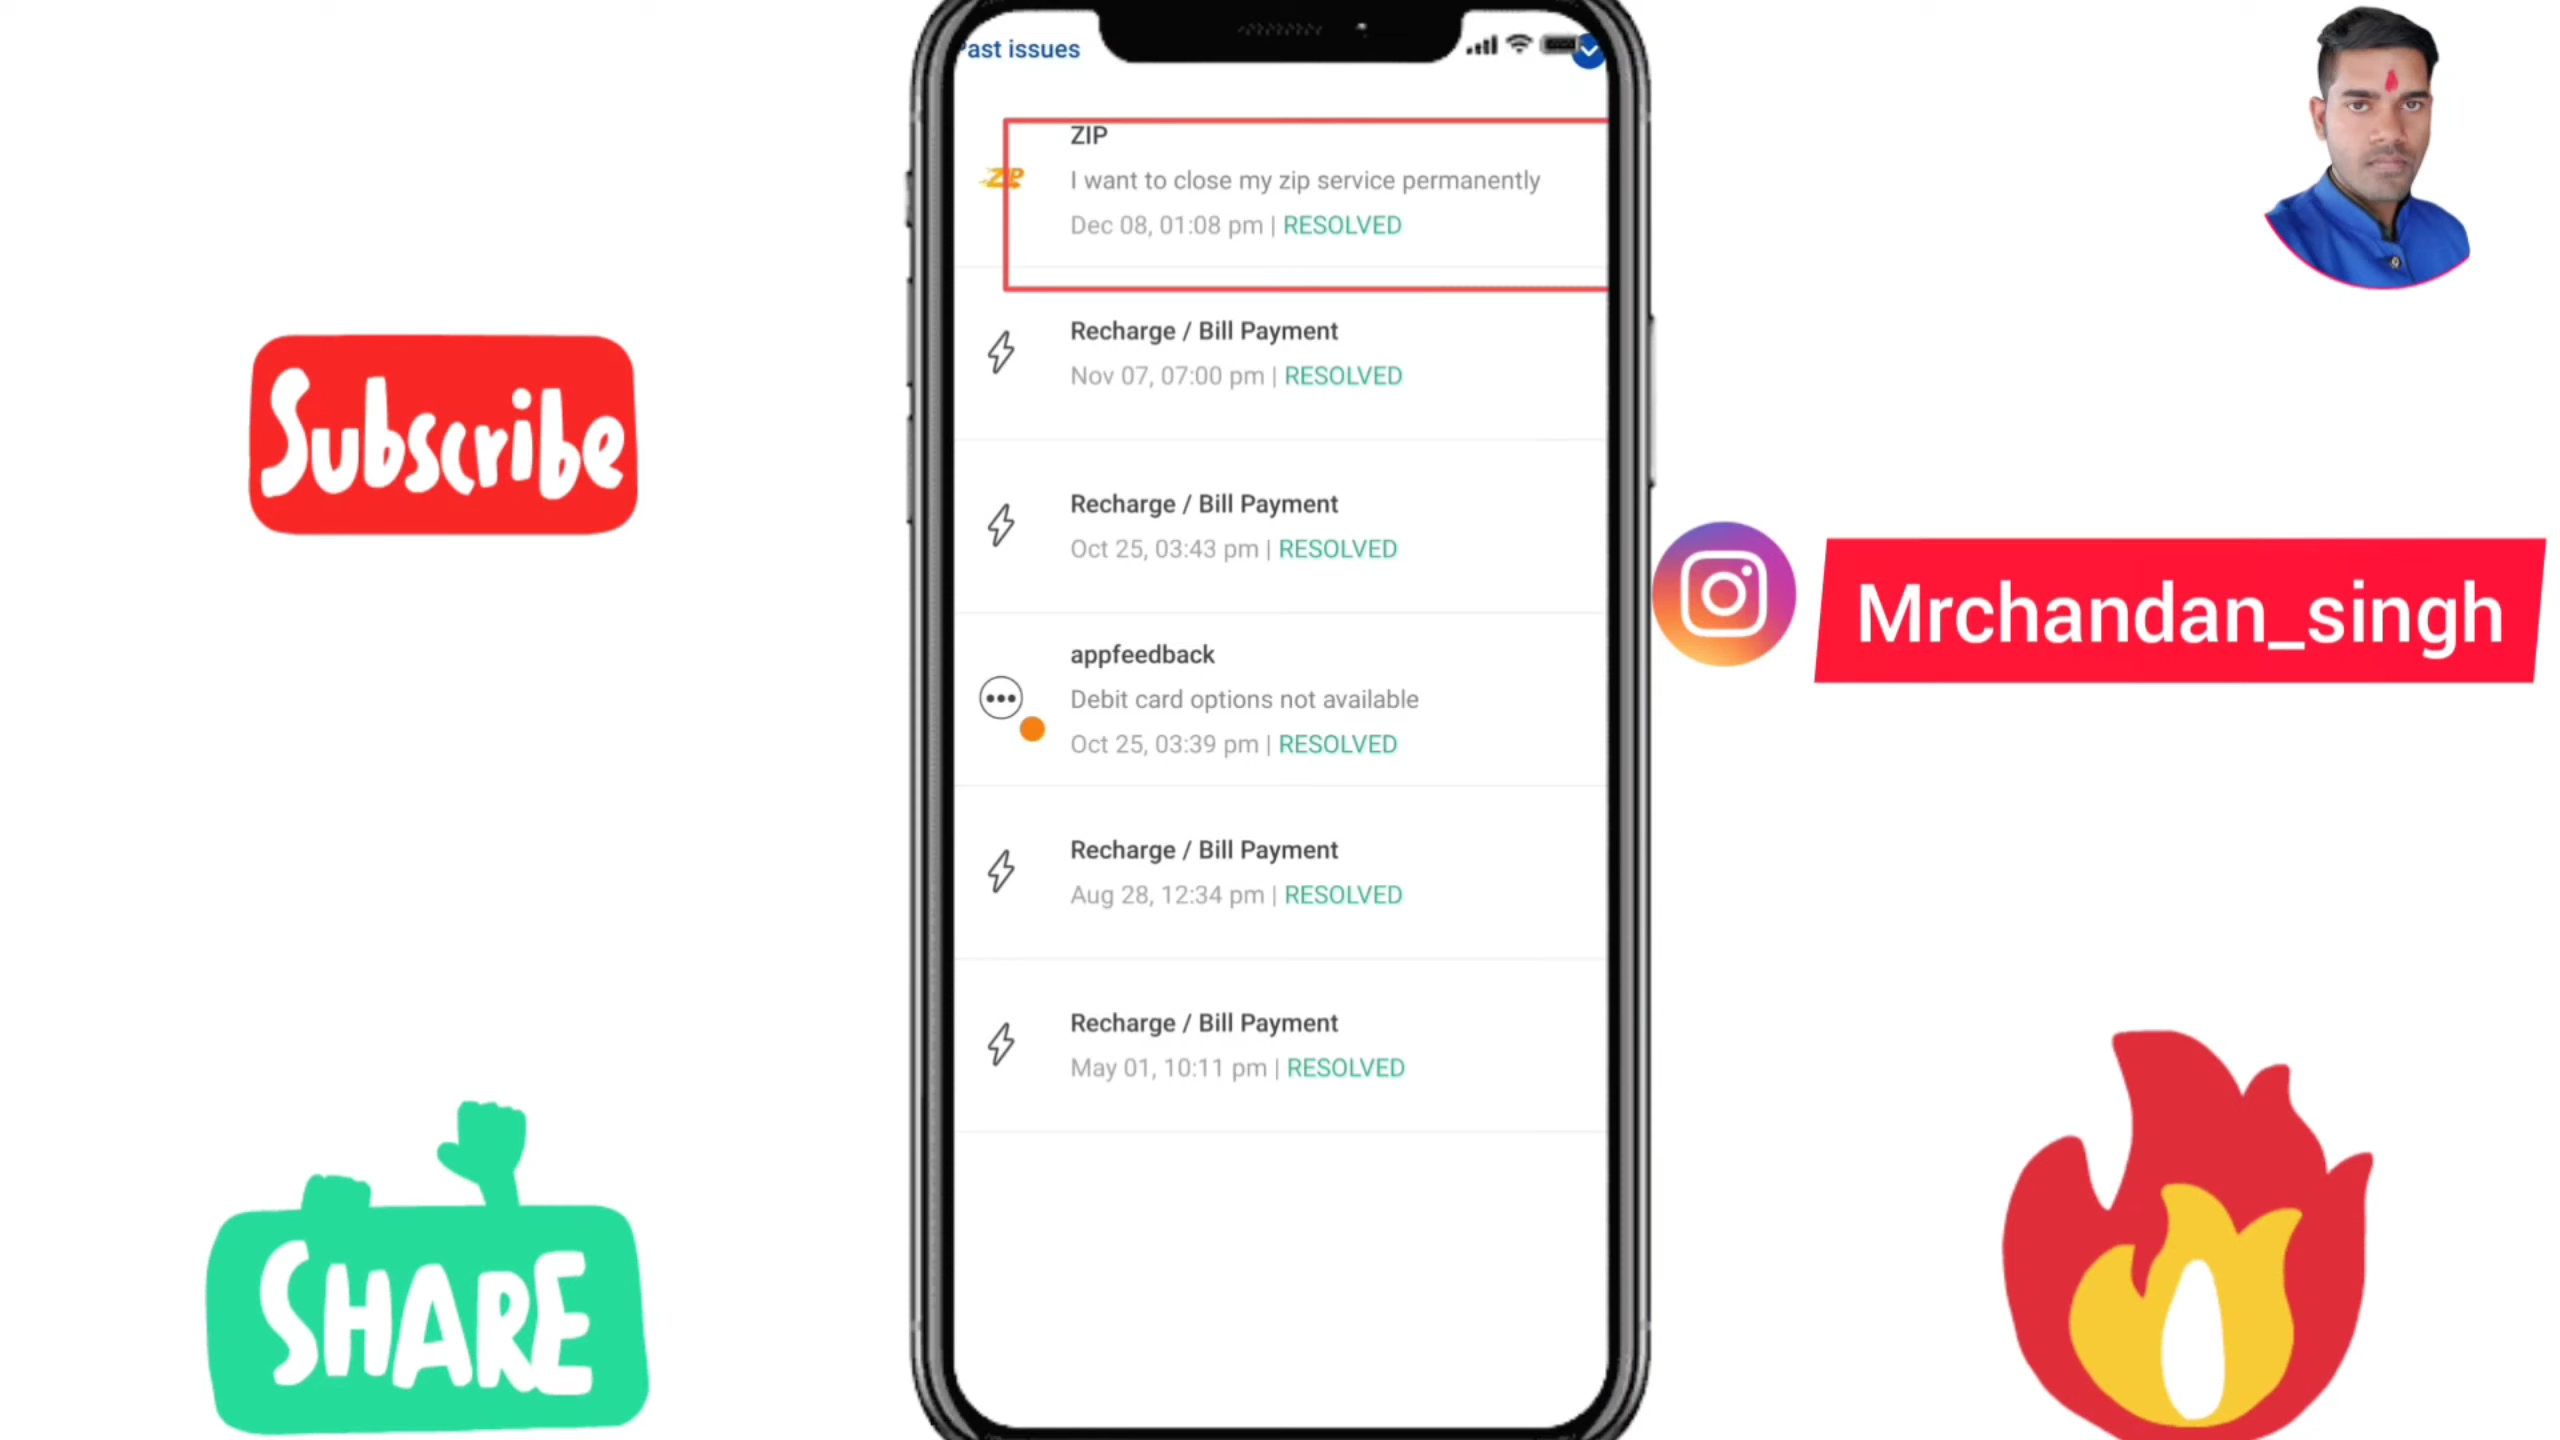 ast issues
ZIP
ZIP
I want to close my zip service permanently
Dec 08, 01:08 pm | RESOLVED
Recharge / Bill Payment
Nov 07, 07:00 pm | RESOLVED
Recharge / Bill Payment
Oct 25, 03:43 pm | RESOLVED
appfeedback
Debit card options not available
Oct 25, 03:39 pm | RESOLVED
Recharge / Bill Payment
Aug 28, 12:34 pm | RESOLVED
Recharge / Bill Payment
May 01, 10:11 pm | RESOLVED
Subscribe
SHARE
Mrchandan_singh